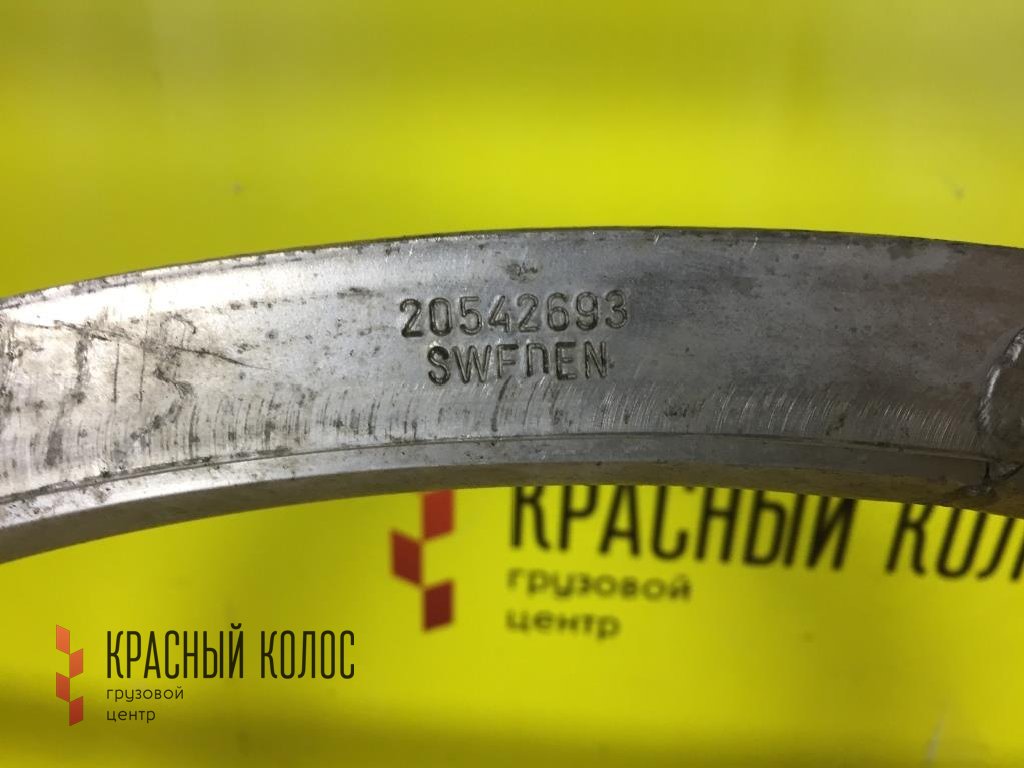 20542693
SWEDEN
КРАСНЫЙ КОЛ
грузовой
центр
КРАСНЫЙ КОЛОС
грузовой
центр